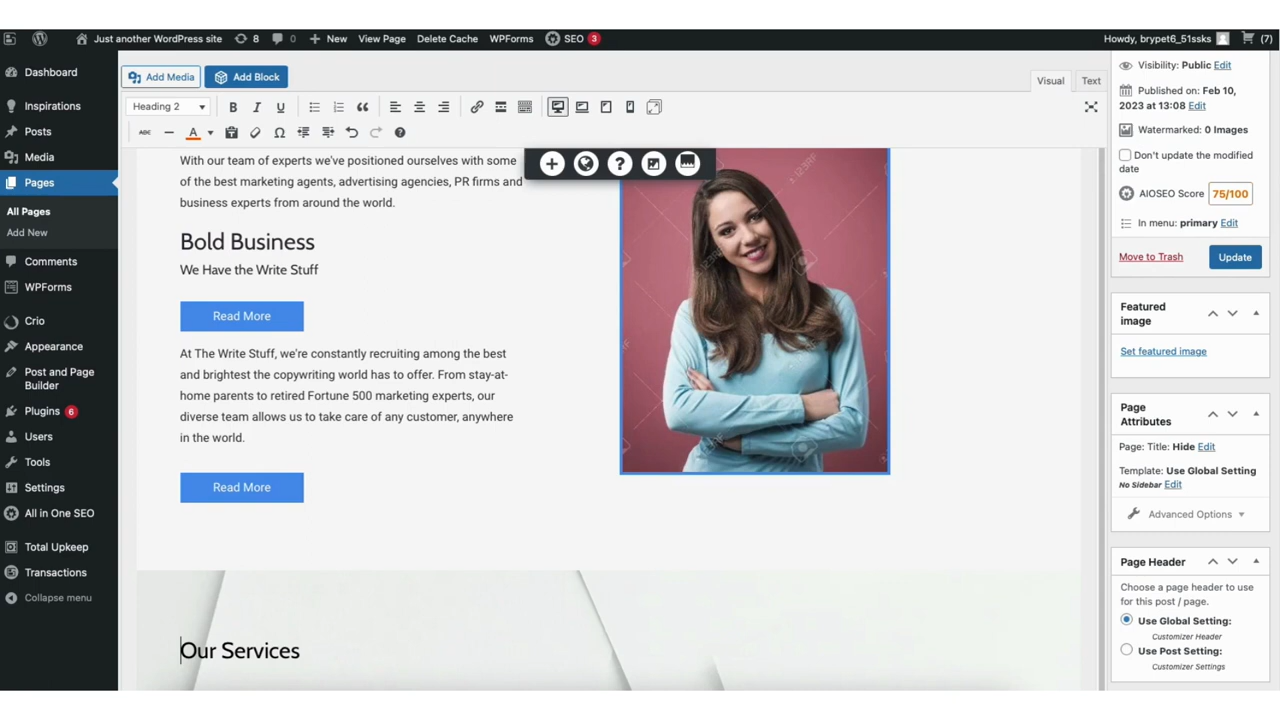 Just another WordPress site 8 0 New View Page Delete Cache WPForms SEO 3 Howdy, brypet6_51ssks (7)
Dashboard
Inspirations
Posts
Media
Pages
All Pages
Add New
Comments
WPForms
Crio
Appearance
Post and Page
Builder
Plugins 6
Users
Tools
Settings
All in One SEO
Total Upkeep
Transactions
Collapse menu
Add Media Add Block
Visual Text
Heading 2 B I U
ABC A
With our team of experts we've positioned ourselves with some
of the best marketing agents, advertising agencies, PR firms and
business experts from around the world.
Bold Business
We Have the Write Stuff
Read More
At The Write Stuff, we're constantly recruiting among the best
and brightest the copywriting world has to offer. From stay-at-
home parents to retired Fortune 500 marketing experts, our
diverse team allows us to take care of any customer, anywhere
in the world.
Read More
123RF
Our Services
Visibility: Public Edit
Published on: Feb 10,
2023 at 13:08 Edit
Watermarked: 0 Images
Don't update the modified
date
AIOSEO Score 75/100
In menu: primary Edit
Move to Trash Update
Featured
image
Set featured image
Page
Attributes
Page: Title: Hide Edit
Template: Use Global Setting
No Sidebar Edit
Advanced Options
Page Header
Choose a page header to use
for this post / page.
Use Global Setting:
Customizer Header
Use Post Setting:
Customizer Settings